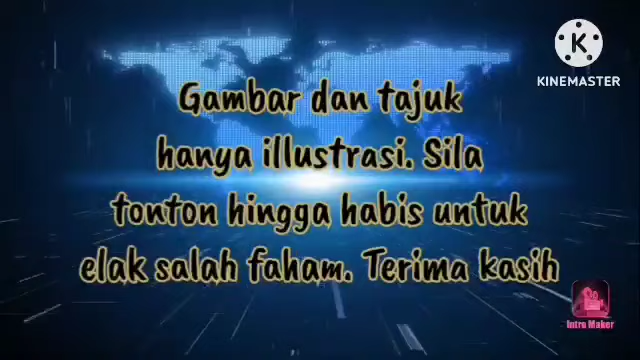 KINEMASTER
Gambar dan tajuk
hanya illustrasi. Sila
tonton hingga habis untuk
elak salah faham. Terima kasih
Intro Maker